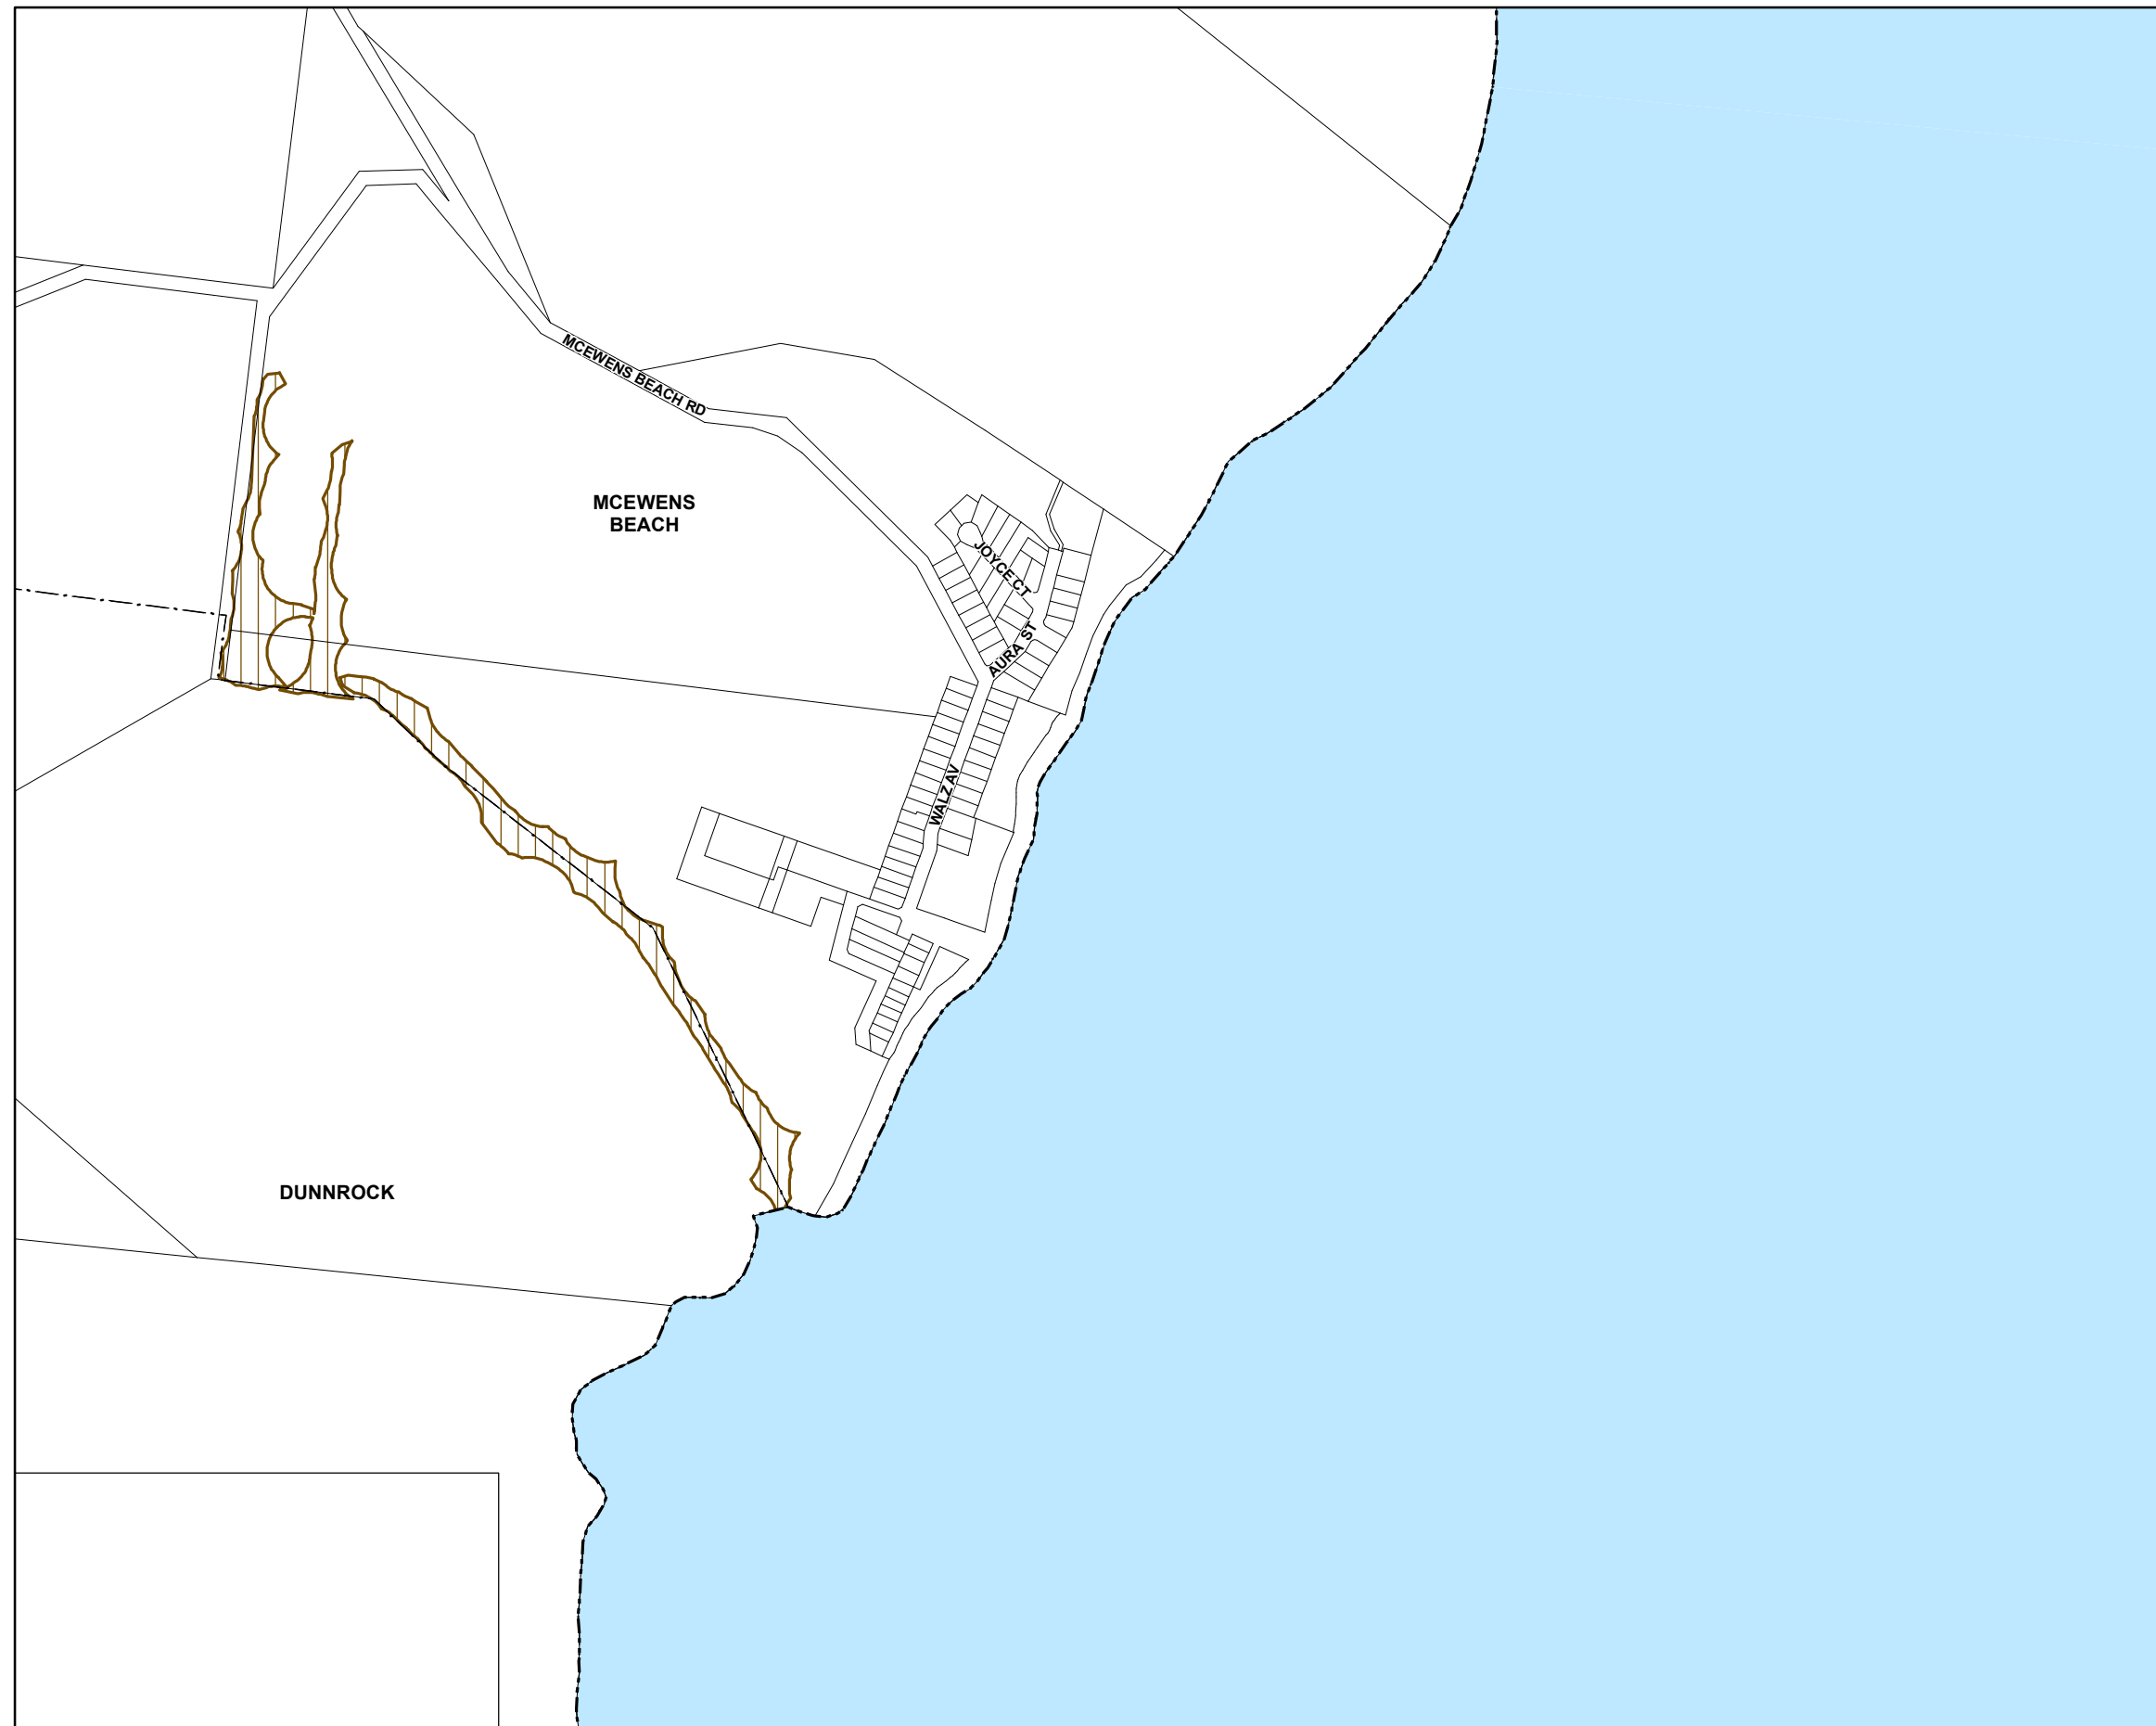 MCEWENS BEACH RD
MCEWENS
BEACH
JOYCE CT
AURA ST
WALZ AV
DUNNROCK